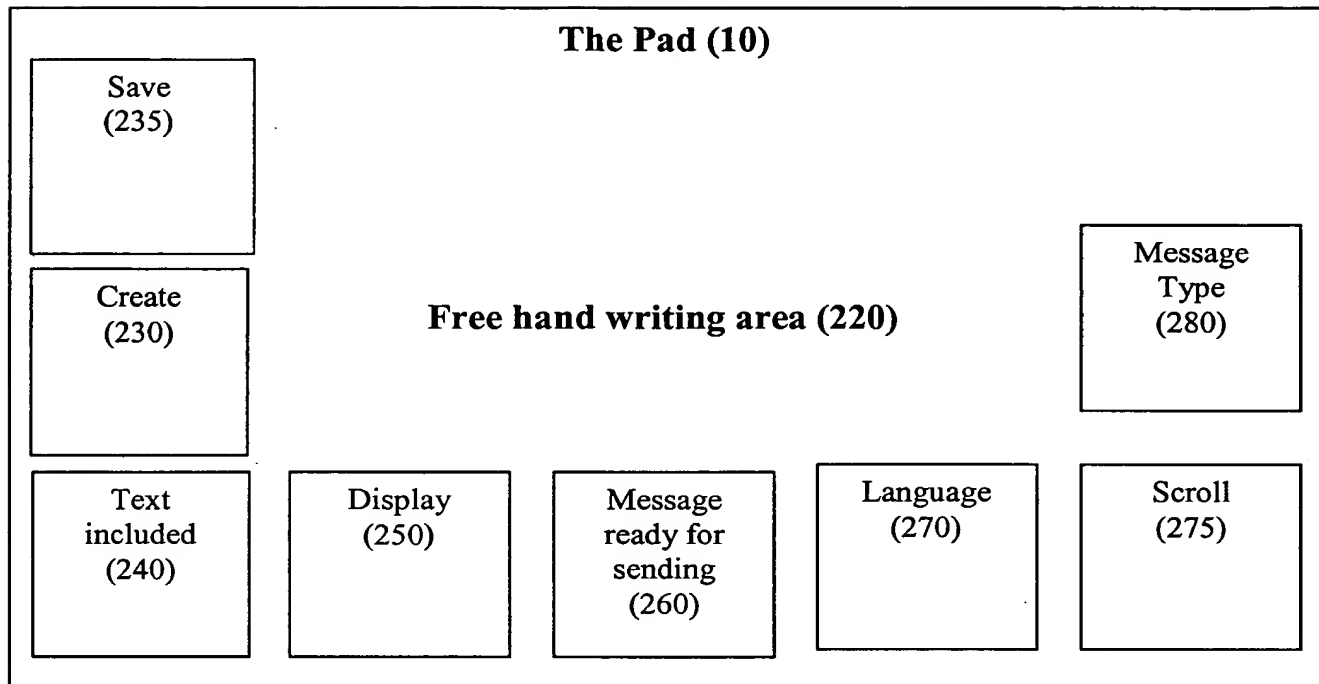 The Pad (10)
Save
(235)
Create
(230)
Free hand writing area (220)
Message
Type
(280)
Text
included
(240)
Display
(250)
Message
ready for
sending
(260)
Language
(270)
Scroll
(275)